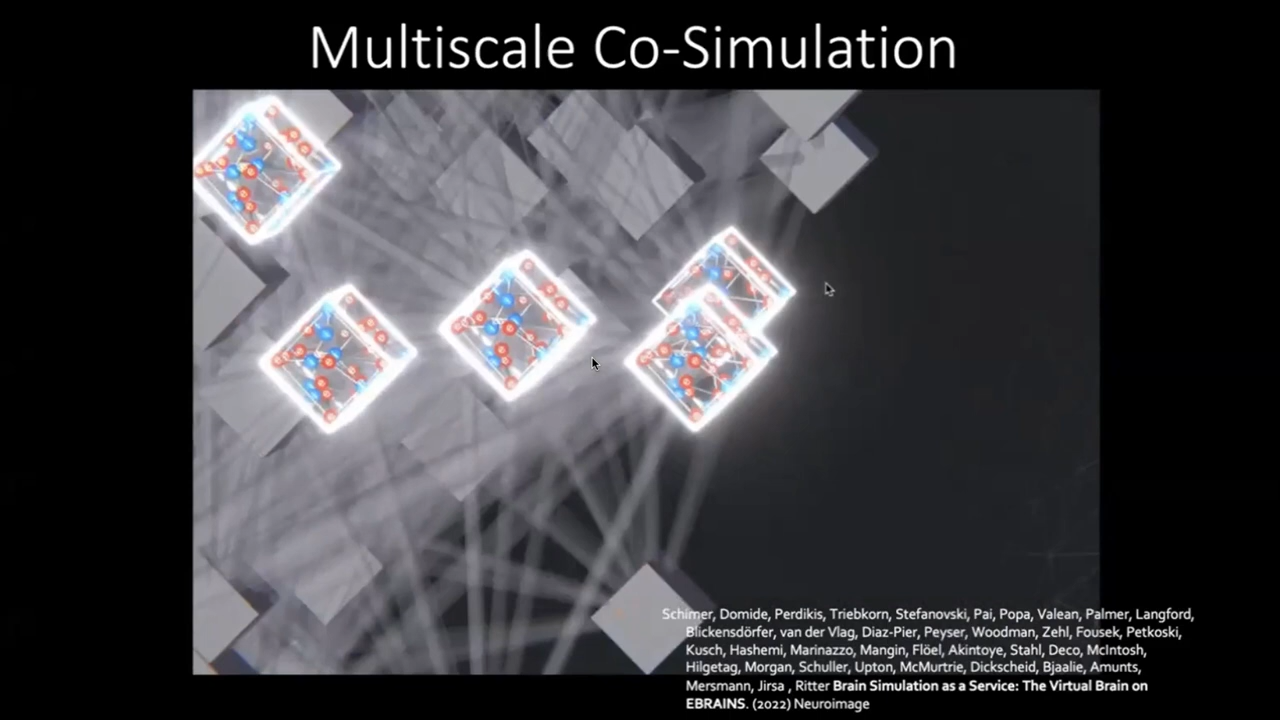 Multiscale Co-Simulation
Schirner, Domide, Perdikis, Triebkorn, Stefanovski, Pai, Popa, Valean, Palmer, Langford,
Blickensdörfer, van der Vlag, Diaz-Pier, Peyser, Woodman, Zehl, Fousek, Petkoski,
Kusch, Hashemi, Marinazzo, Mangin, Flöel, Akintoye, Stahl, Deco, McIntosh,
Hilgetag, Morgan, Schuller, Upton, McMurtrie, Dickscheid, Bjaalie, Amunts,
Mersmann, Jirsa , Ritter Brain Simulation as a Service: The Virtual Brain on
EBRAINS. (2022) Neuroimage